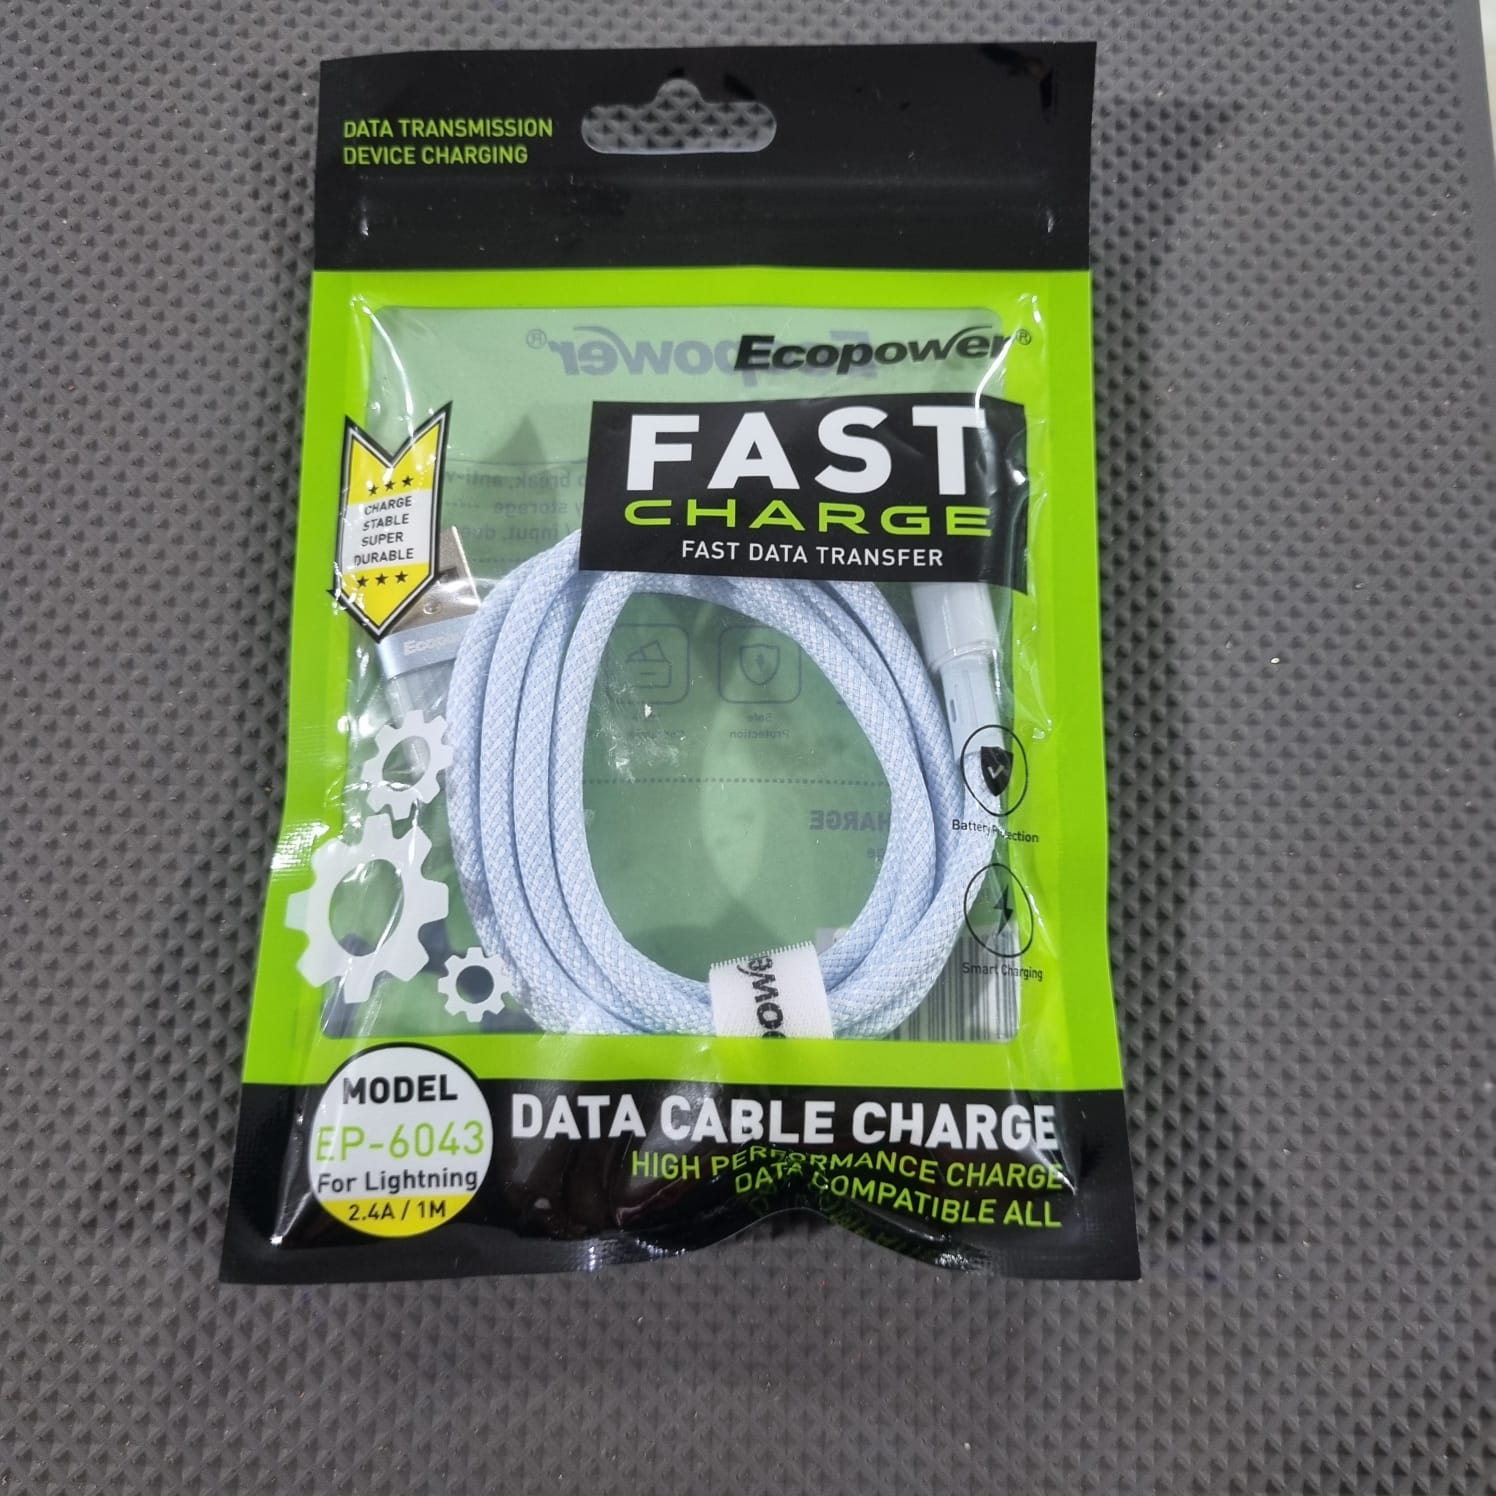 DATA TRANSMISSION
DEVICE CHARGING
Ecopower®
FAST
CHARGE
FAST DATA TRANSFER
CHARGE
STABLE
SUPER
DURABLE
Battery Protection
Smart Charging
MODEL
EP-6043
For Lightning
2.4A / 1M
DATA CABLE CHARGE
HIGH PERFORMANCE CHARGE
DATA COMPATIBLE ALL